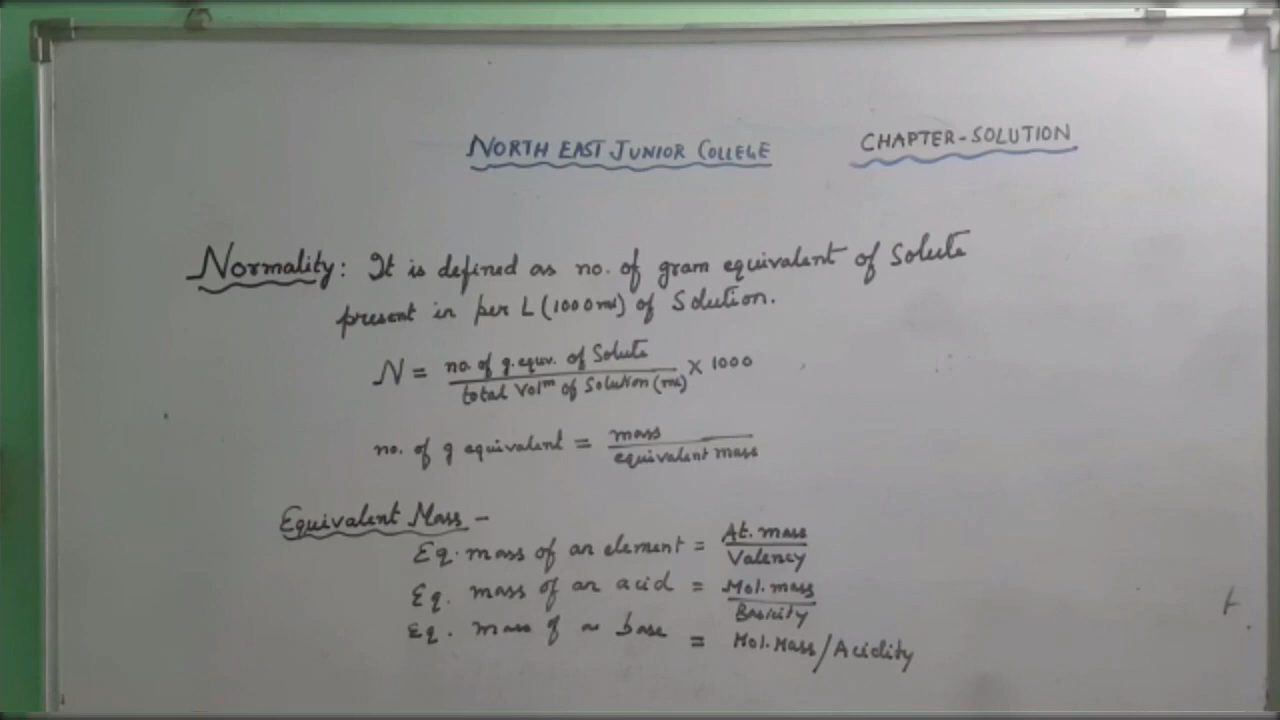 NORTH EAST JUNIOR COLLEGE CHAPTER-SOLUTION
Normality: It is defined as no. of gram equivalent of Solute
present in per L (1000ml) of Solution.
N = no. of g. equv. of Solute / total Volᵐ of Solution (ml) × 1000
no. of g equivalent = mass / equivalent mass
Equivalent Mass -
Eq. mass of an element = At. mass / Valency
Eq. mass of an acid = Mol. mass / Basicity
Eq. mass of a base = Mol. Mass/Acidity